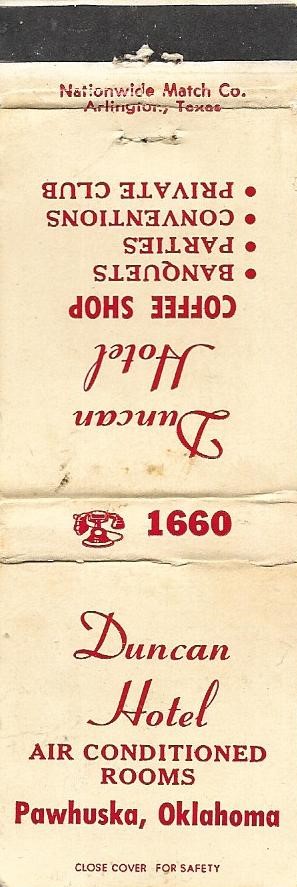 Nationwide Match Co.
Arlington, Texas
Duncan
Hotel
COFFEE SHOP
• BANQUETS
• PARTIES
• CONVENTIONS
• PRIVATE CLUB
1660
Duncan
Hotel
AIR CONDITIONED
ROOMS
Pawhuska, Oklahoma
CLOSE COVER FOR SAFETY